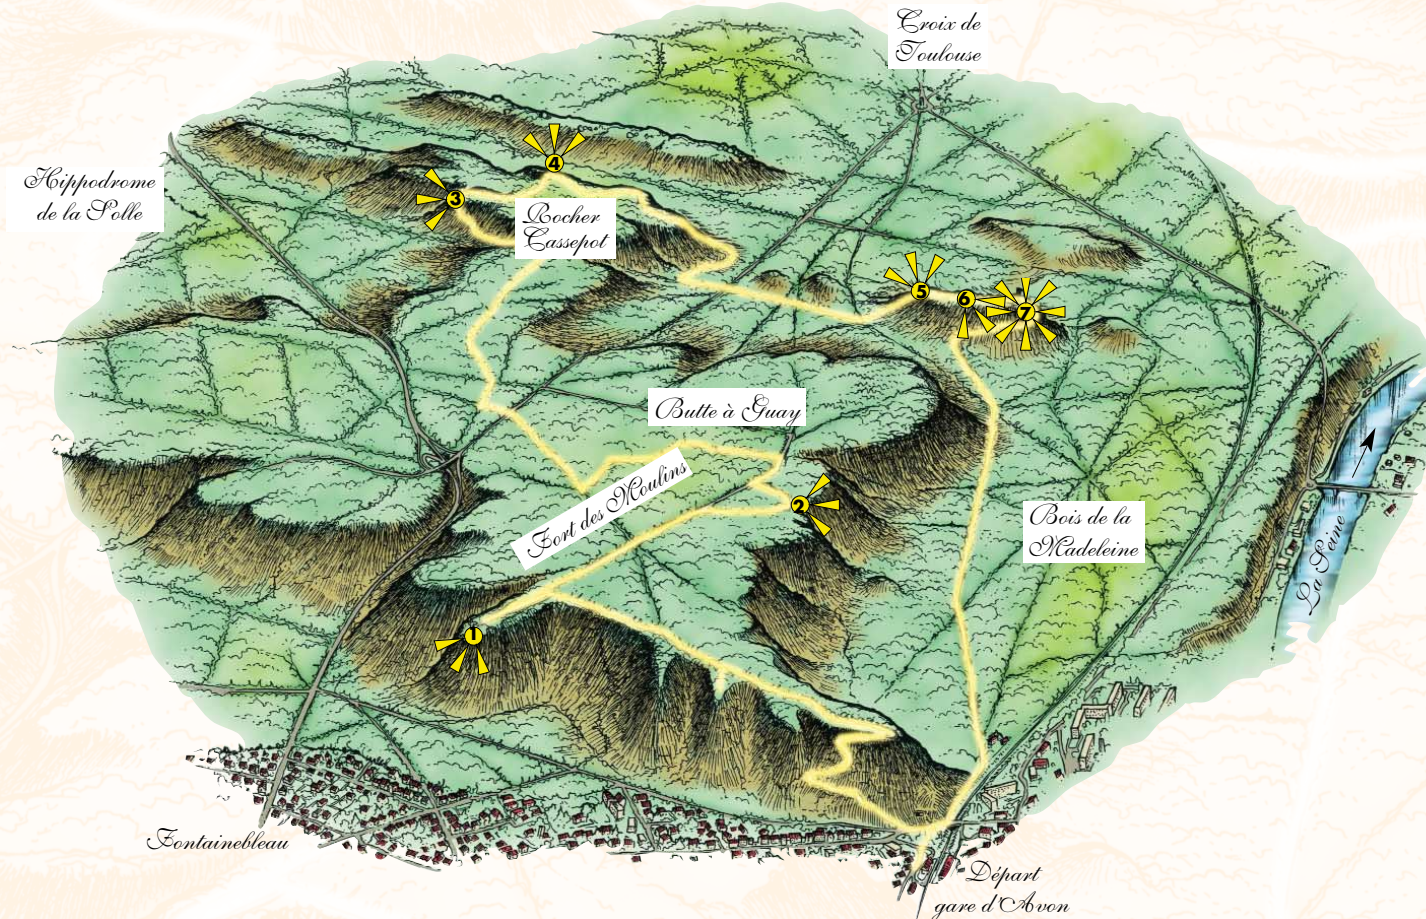 Croix de
Toulouse
Hippodrome
de la Solle
4
3
Rocher
Cassepot
5
6
7
Butte à Guay
Fort des Moulins
2
Bois de la
Madeleine
La Seine
1
Fontainebleau
Départ
gare d'Avon